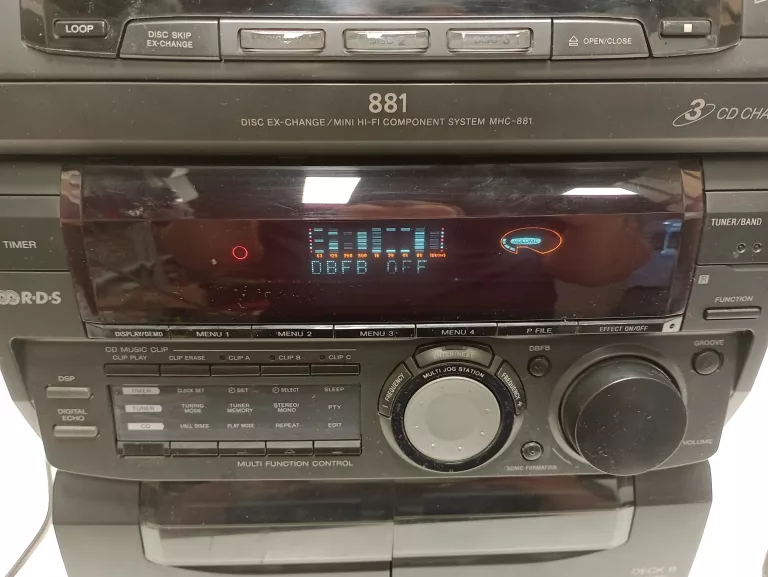 LOOP
DISC SKIP
EX-CHANGE
DISC 2
DISC 3
OPEN/CLOSE
881
DISC EX-CHANGE/MINI HI-FI COMPONENT SYSTEM MHC-881
3 CD CHA
TIMER
TUNER/BAND
DBFB OFF
R·D·S
FUNCTION
DISPLAY/DEMO MENU 1 MENU 2 MENU 3 MENU 4 P FILE EFFECT ON/OFF
CD MUSIC CLIP
CLIP PLAY CLIP ERASE CLIP A CLIP B CLIP C
ENTER/NEXT
DBFB
GROOVE
MULTI JOG STATION
FREQUENCY
FREQUENCY
DSP
DIGITAL
ECHO
TIMER CLOCK SET SET SELECT SLEEP
TUNER TUNING MODE TUNER MEMORY STEREO/MONO PTY
CD PLAY MODE REPEAT EDIT
VOLUME
MULTI FUNCTION CONTROL
SONIC FORMATION
DECK B